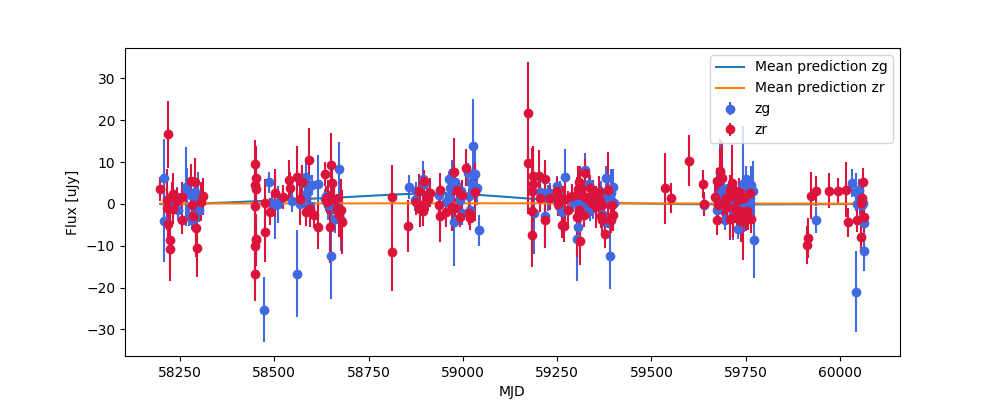 Mean prediction zg
Mean prediction zr
zg
zr
30
20
10
0
−10
−20
−30
Flux [uJy]
58250
58500
58750
59000
59250
59500
59750
60000
MJD